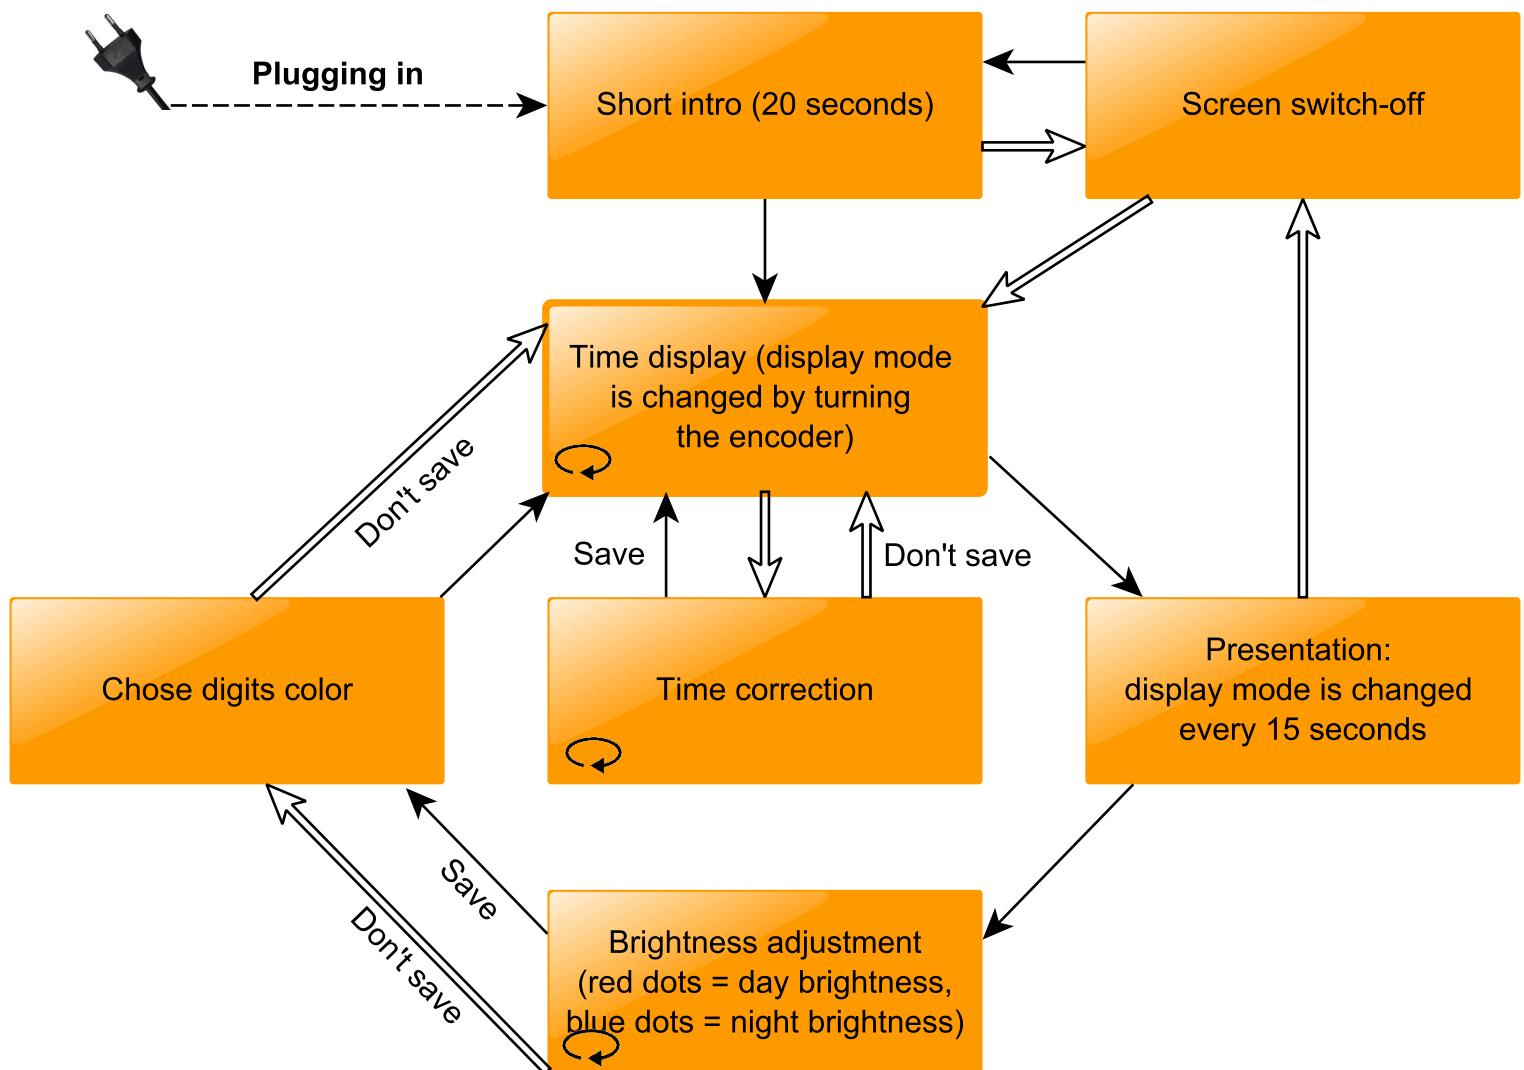 Plugging in
Short intro (20 seconds)
Screen switch-off
Time display (display mode
is changed by turning
the encoder)
Don't save
Save
Don't save
Chose digits color
Time correction
Presentation:
display mode is changed
every 15 seconds
Save
Don't save
Brightness adjustment
(red dots = day brightness,
blue dots = night brightness)